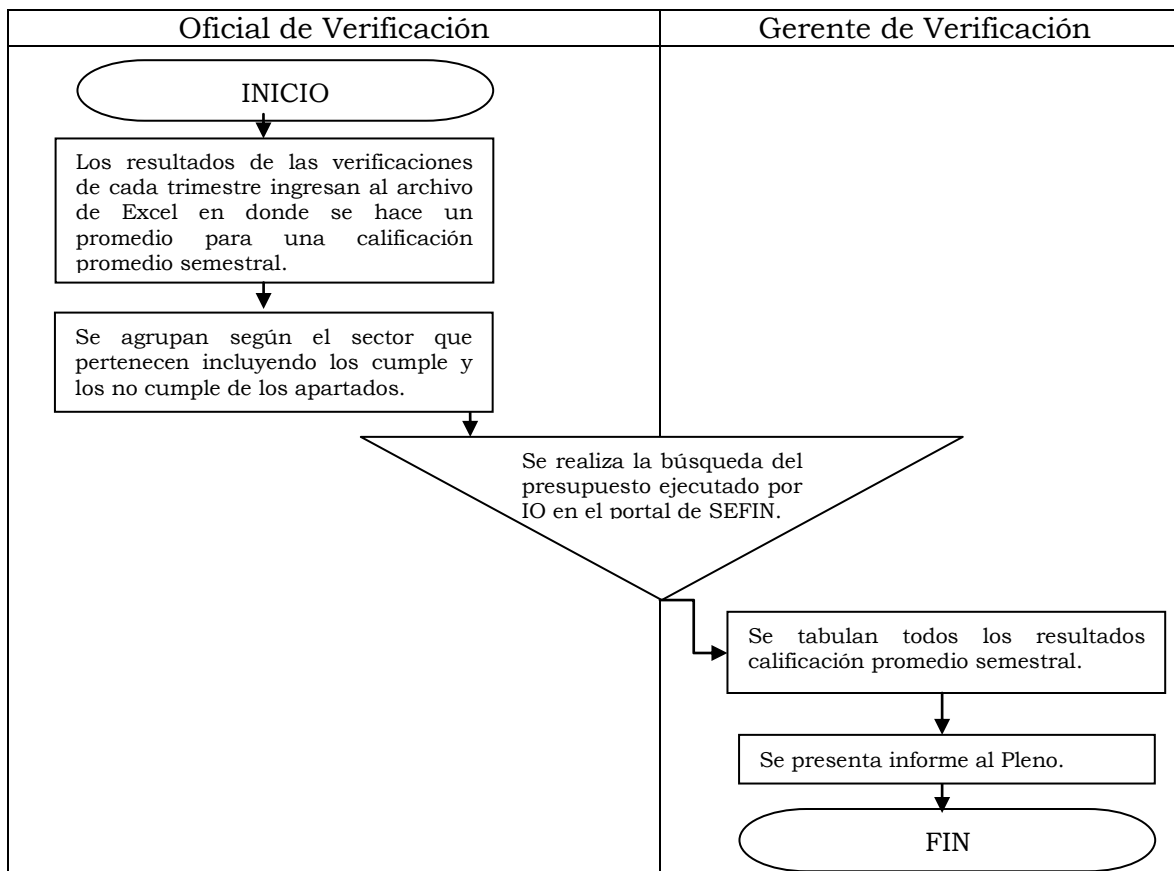 Oficial de Verificación
Gerente de Verificación
INICIO
Los resultados de las verificaciones
de cada trimestre ingresan al archivo
de Excel en donde se hace un
promedio para una calificación
promedio semestral.
Se agrupan según el sector que
pertenecen incluyendo los cumple y
los no cumple de los apartados.
Se realiza la búsqueda del
presupuesto ejecutado por
IO en el portal de SEFIN.
Se tabulan todos los resultados
calificación promedio semestral.
Se presenta informe al Pleno.
FIN